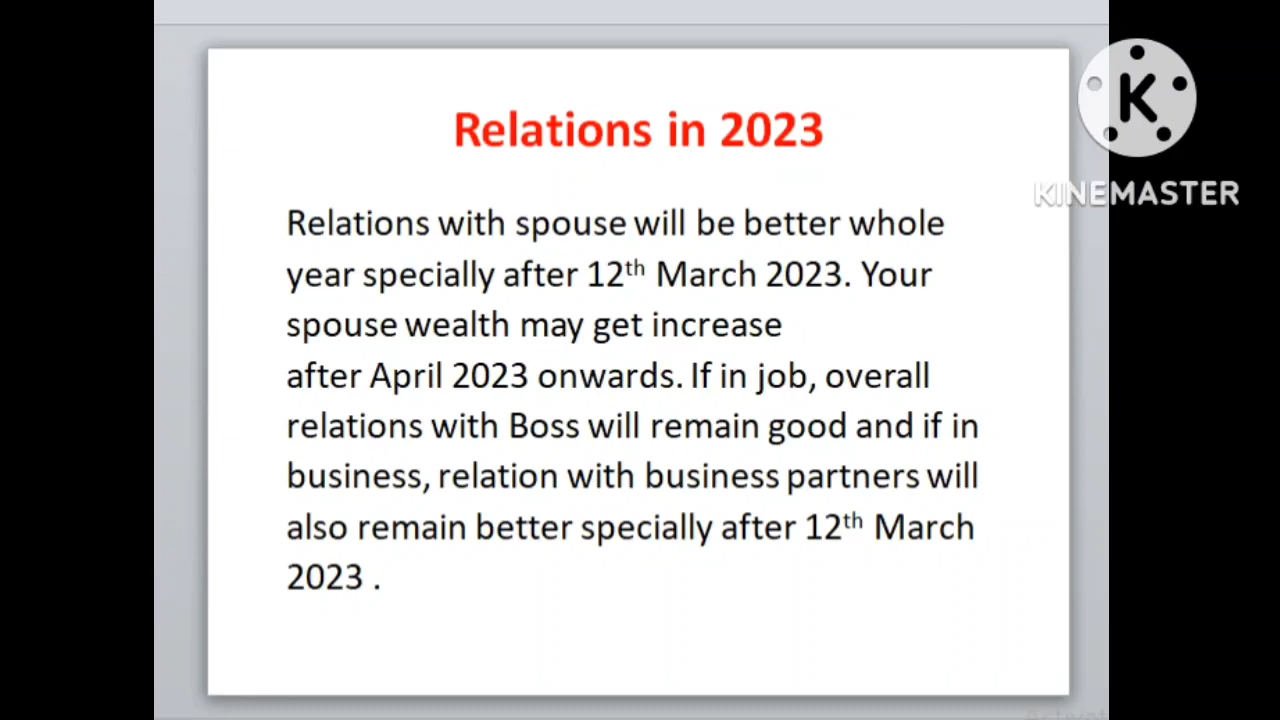 Relations in 2023
K
KINEMASTER
Relations with spouse will be better whole
year specially after 12th March 2023. Your
spouse wealth may get increase
after April 2023 onwards. If in job, overall
relations with Boss will remain good and if in
business, relation with business partners will
also remain better specially after 12th March
2023 .